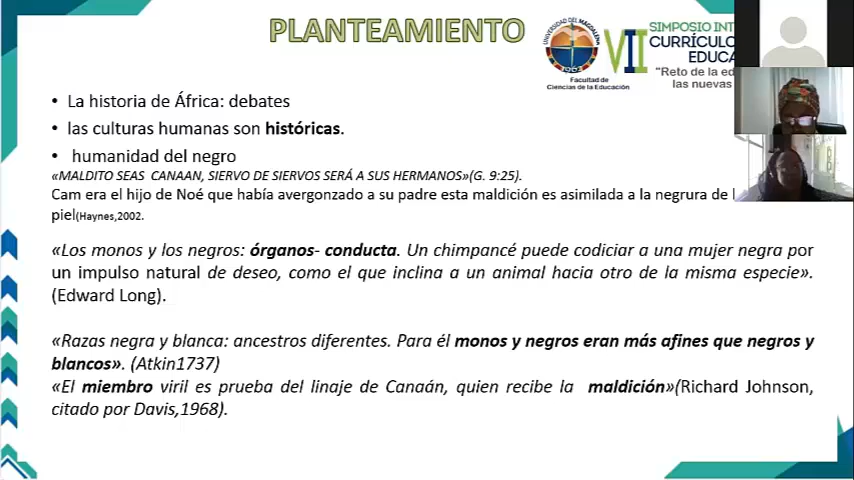 PLANTEAMIENTO
UNIVERSIDAD DEL MAGDALENA
Facultad de
Ciencias de la Educación
VII
SIMPOSIO
CURRÍCULO
"Reto de la
las nuevas
• La historia de África: debates
• las culturas humanas son históricas.
• humanidad del negro
«MALDITO SEAS CANAAN, SIERVO DE SIERVOS SERÁ A SUS HERMANOS»(G. 9:25).
Cam era el hijo de Noé que había avergonzado a su padre esta maldición es asimilada a la negrura de
piel(Haynes,2002.
«Los monos y los negros: órganos- conducta. Un chimpancé puede codiciar a una mujer negra por
un impulso natural de deseo, como el que inclina a un animal hacia otro de la misma especie».
(Edward Long).
«Razas negra y blanca: ancestros diferentes. Para él monos y negros eran más afines que negros y
blancos». (Atkin1737)
«El miembro viril es prueba del linaje de Canaán, quien recibe la maldición»(Richard Johnson,
citado por Davis,1968).